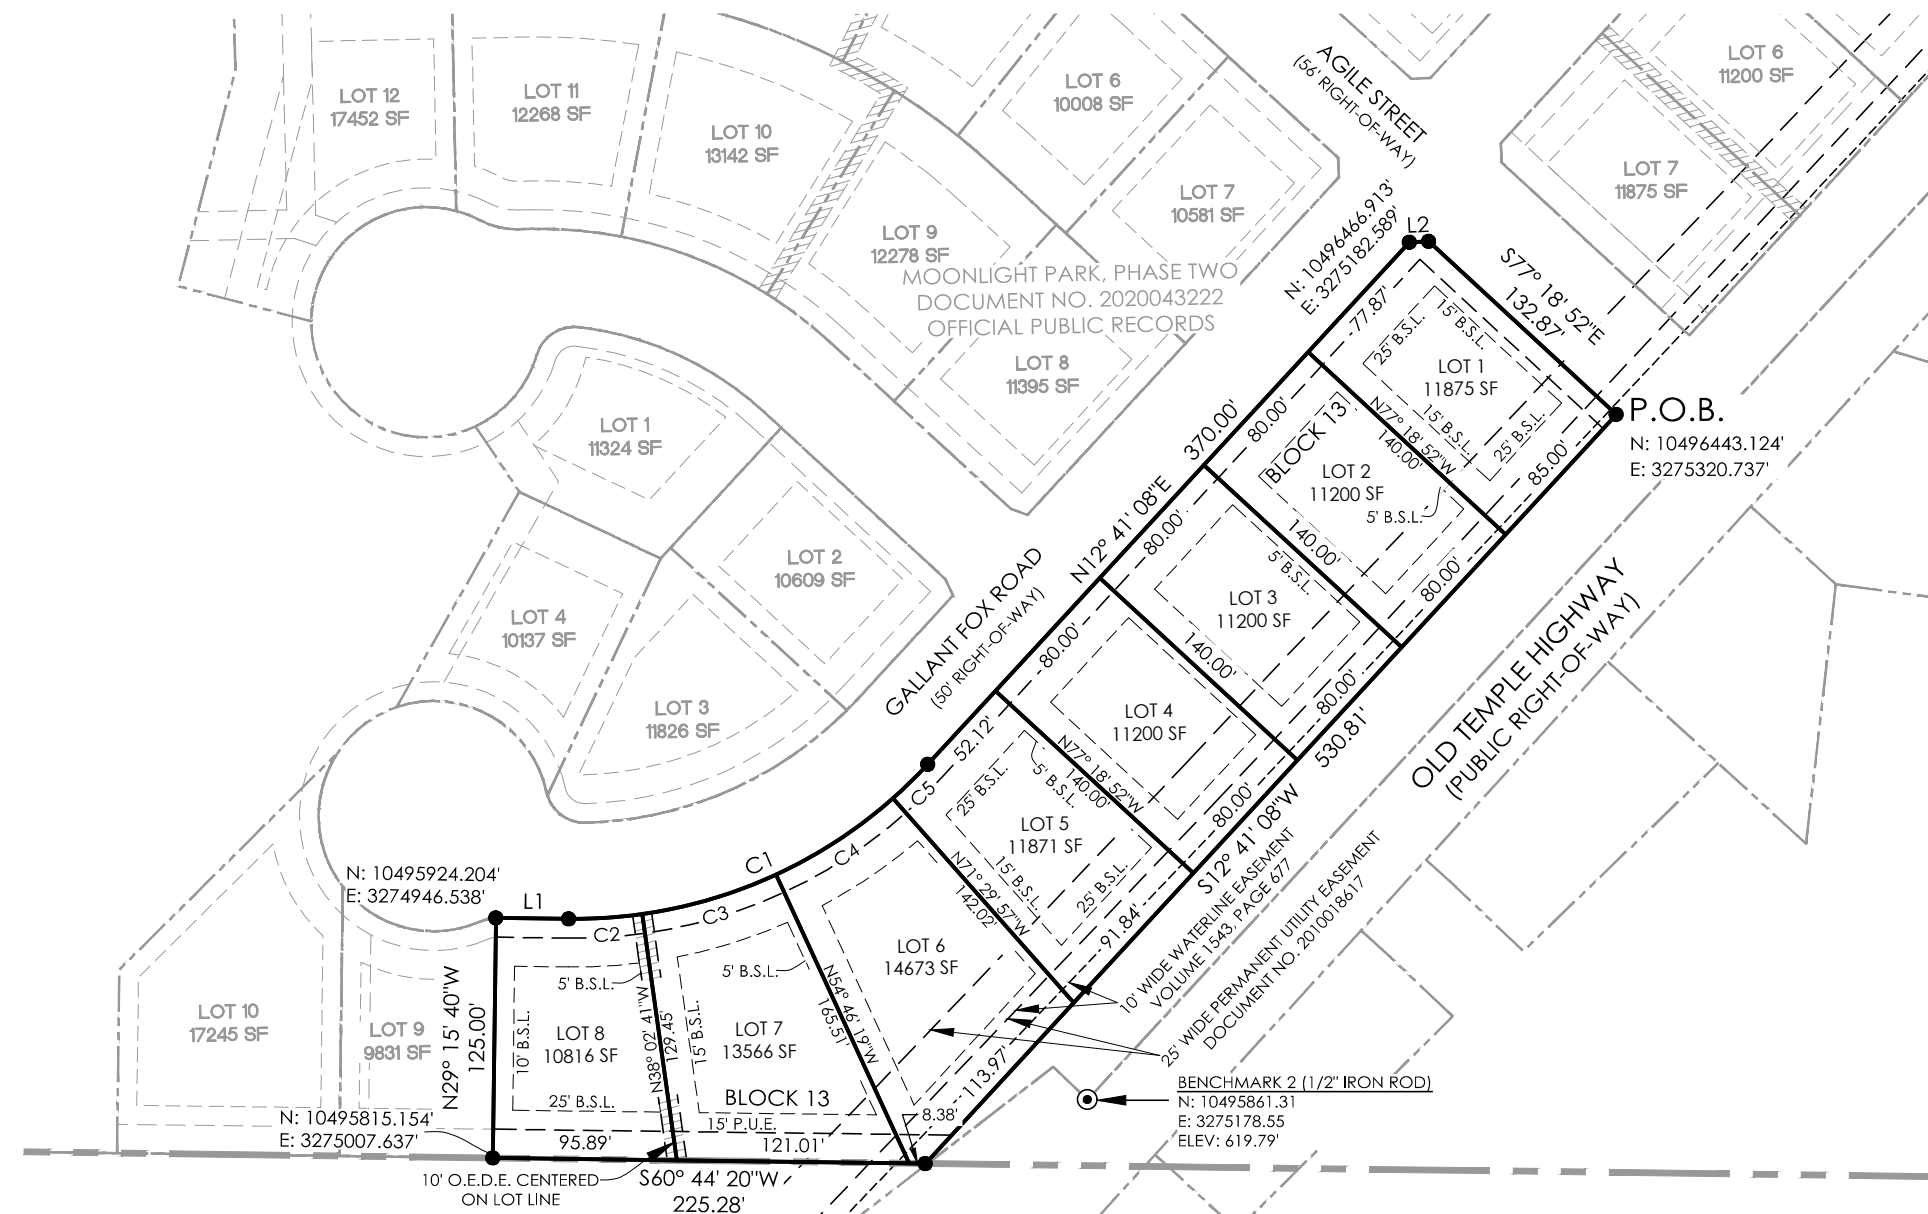 LOT 12
17452 SF
LOT 11
12268 SF
LOT 10
13142 SF
LOT 9
12278 SF
LOT 6
10008 SF
LOT 7
10581 SF
LOT 8
11395 SF
MOONLIGHT PARK, PHASE TWO
DOCUMENT NO. 2020043222
OFFICIAL PUBLIC RECORDS
AGILE STREET
(56' RIGHT-OF-WAY)
LOT 6
11200 SF
LOT 7
11875 SF
N: 10496466.913'
E: 3275182.589'
L2
S77° 18' 52"E
132.87'
P.O.B.
N: 10496443.124'
E: 3275320.737'
LOT 1
11324 SF
LOT 2
10609 SF
LOT 4
10137 SF
LOT 3
11826 SF
GALLANT FOX ROAD
(50' RIGHT-OF-WAY)
N12° 41' 08"E
370.00'
77.87'
80.00'
80.00'
80.00'
52.12'
25' B.S.L.
15' B.S.L.
LOT 1
11875 SF
15' B.S.L.
25' B.S.L.
85.00'
N77° 18' 52"W
140.00'
BLOCK 13
LOT 2
11200 SF
5' B.S.L.
80.00'
140.00'
5' B.S.L.
LOT 3
11200 SF
80.00'
140.00'
LOT 4
11200 SF
80.00'
N77° 18' 52"W
140.00'
5' B.S.L.
25' B.S.L.
LOT 5
11871 SF
15' B.S.L.
25' B.S.L.
91.84'
530.81'
S12° 41' 08"W
OLD TEMPLE HIGHWAY
(PUBLIC RIGHT-OF-WAY)
N71° 29' 57"W
142.02'
C5
C4
C1
C3
C2
L1
N: 10495924.204'
E: 3274946.538'
LOT 6
14673 SF
N54° 46' 19"W
165.51'
113.97'
8.38'
10' WIDE WATERLINE EASEMENT
VOLUME 1543, PAGE 677
25' WIDE PERMANENT UTILITY EASEMENT
DOCUMENT NO. 2010018617
5' B.S.L.
15' B.S.L.
LOT 7
13566 SF
BLOCK 13
15' P.U.E.
121.01'
N38° 02' 41"W
129.45'
5' B.S.L.
10' B.S.L.
LOT 8
10816 SF
25' B.S.L.
95.89'
N29° 15' 40"W
125.00'
LOT 10
17245 SF
LOT 9
9831 SF
N: 10495815.154'
E: 3275007.637'
10' O.E.D.E. CENTERED
ON LOT LINE
S60° 44' 20"W
225.28'
BENCHMARK 2 (1/2" IRON ROD)
N: 10495861.31
E: 3275178.55
ELEV: 619.79'